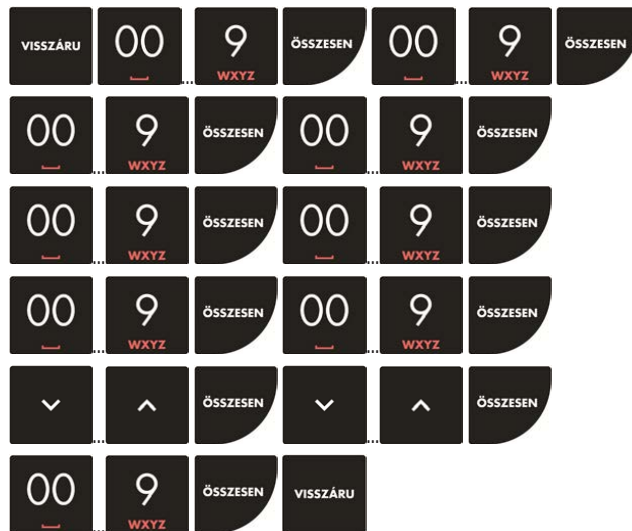 VISSZÁRU 00 ... 9 WXYZ ÖSSZESEN 00 ... 9 WXYZ ÖSSZESEN
00 ... 9 WXYZ ÖSSZESEN 00 ... 9 WXYZ ÖSSZESEN
00 ... 9 WXYZ ÖSSZESEN 00 ... 9 WXYZ ÖSSZESEN
00 ... 9 WXYZ ÖSSZESEN 00 ... 9 WXYZ ÖSSZESEN
... ÖSSZESEN ... ÖSSZESEN
00 ... 9 WXYZ ÖSSZESEN VISSZÁRU